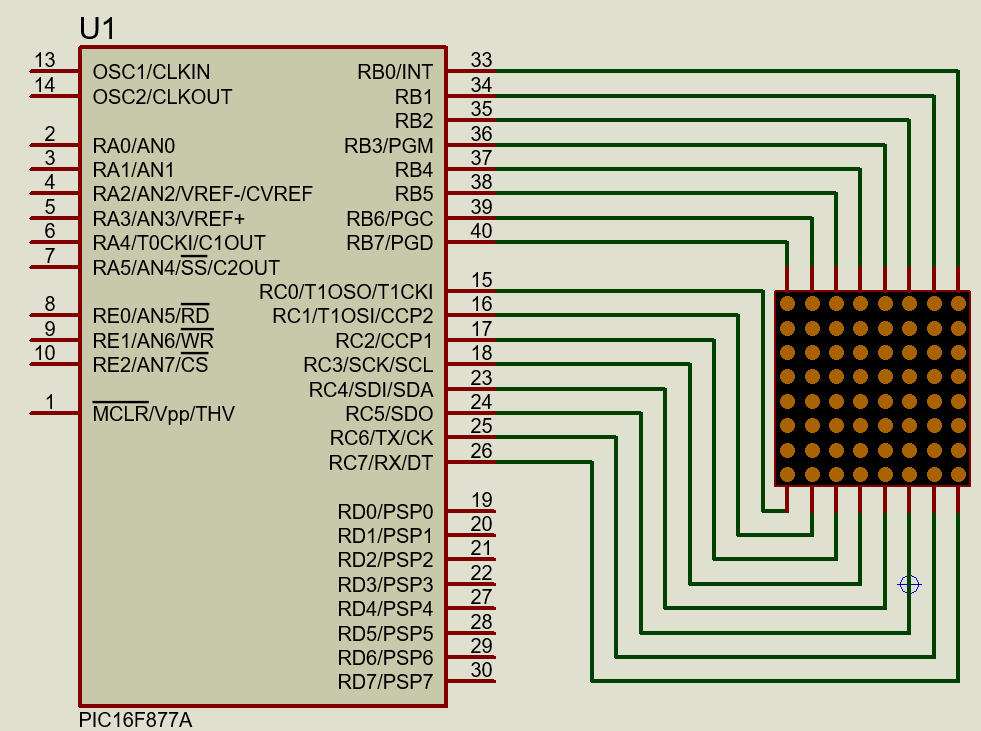 U1
13 OSC1/CLKIN
14 OSC2/CLKOUT
2 RA0/AN0
3 RA1/AN1
4 RA2/AN2/VREF-/CVREF
5 RA3/AN3/VREF+
6 RA4/T0CKI/C1OUT
7 RA5/AN4/SS/C2OUT
8 RE0/AN5/RD
9 RE1/AN6/WR
10 RE2/AN7/CS
1 MCLR/Vpp/THV
RB0/INT 33
RB1 34
RB2 35
RB3/PGM 36
RB4 37
RB5 38
RB6/PGC 39
RB7/PGD 40
RC0/T1OSO/T1CKI 15
RC1/T1OSI/CCP2 16
RC2/CCP1 17
RC3/SCK/SCL 18
RC4/SDI/SDA 23
RC5/SDO 24
RC6/TX/CK 25
RC7/RX/DT 26
RD0/PSP0 19
RD1/PSP1 20
RD2/PSP2 21
RD3/PSP3 22
RD4/PSP4 27
RD5/PSP5 28
RD6/PSP6 29
RD7/PSP7 30
PIC16F877A